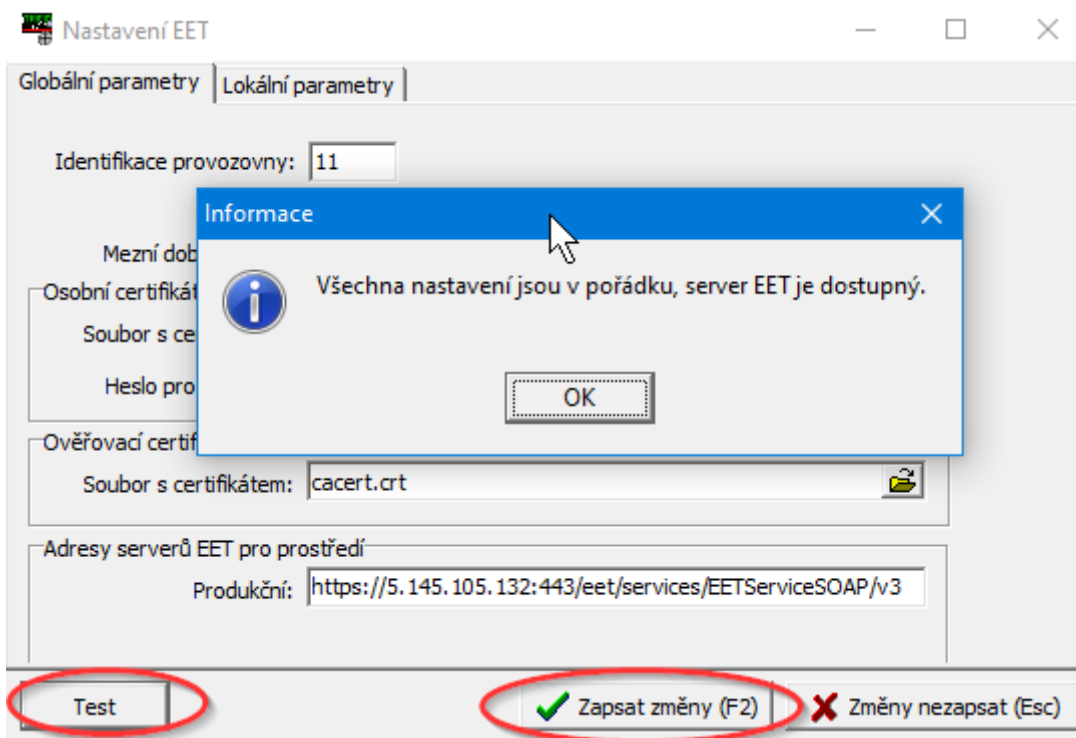 Nastavení EET
Globální parametry
Lokální parametry
Identifikace provozovny: 11
Informace
Mezní dob
Všechna nastavení jsou v pořádku, server EET je dostupný.
Osobní certifikát
Soubor s ce
Heslo pro
OK
Ověřovací certif
Soubor s certifikátem: cacert.crt
Adresy serverů EET pro prostředí
Produkční: https://5.145.105.132:443/eet/services/EETServiceSOAP/v3
Test
Zapsat změny (F2)
Změny nezapsat (Esc)